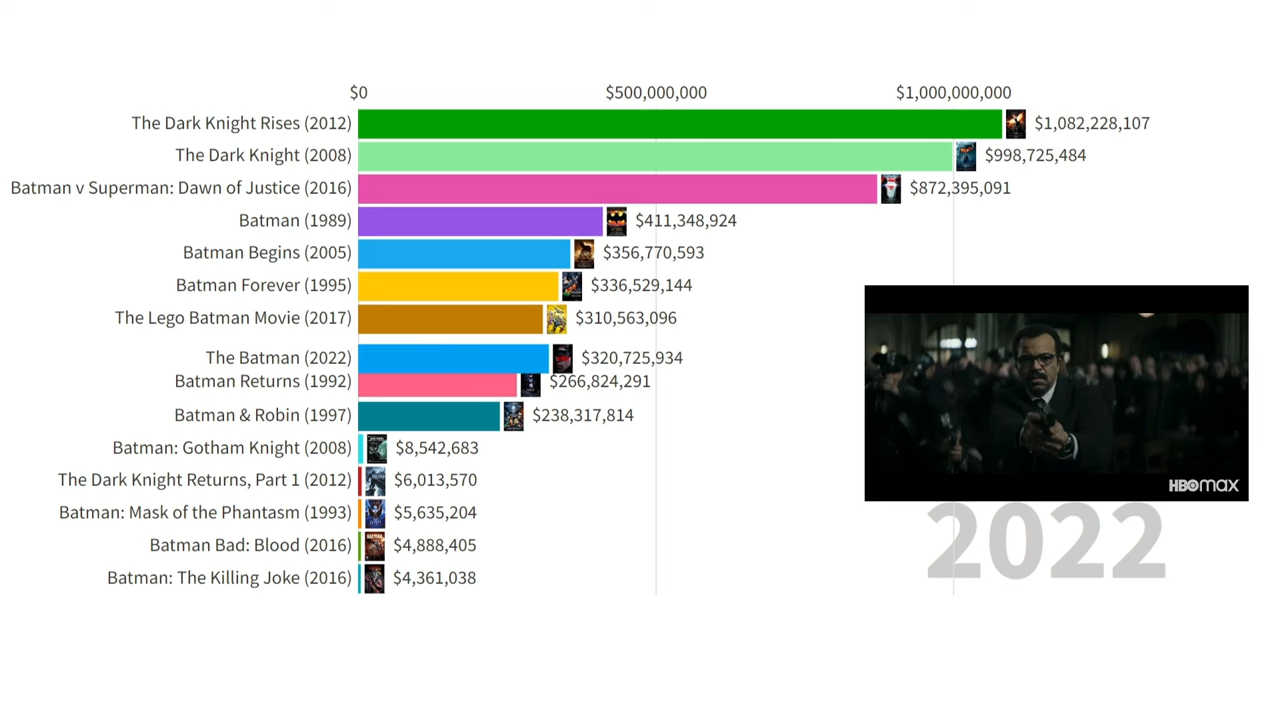 $0 $500,000,000 $1,000,000,000
The Dark Knight Rises (2012) $1,082,228,107
The Dark Knight (2008) $998,725,484
Batman v Superman: Dawn of Justice (2016) $872,395,091
Batman (1989) $411,348,924
Batman Begins (2005) $356,770,593
Batman Forever (1995) $336,529,144
The Lego Batman Movie (2017) $310,563,096
The Batman (2022) $320,725,934
Batman Returns (1992) $266,824,291
Batman & Robin (1997) $238,317,814
Batman: Gotham Knight (2008) $8,542,683
The Dark Knight Returns, Part 1 (2012) $6,013,570
Batman: Mask of the Phantasm (1993) $5,635,204
Batman Bad: Blood (2016) $4,888,405
Batman: The Killing Joke (2016) $4,361,038
HBOMAX
2022